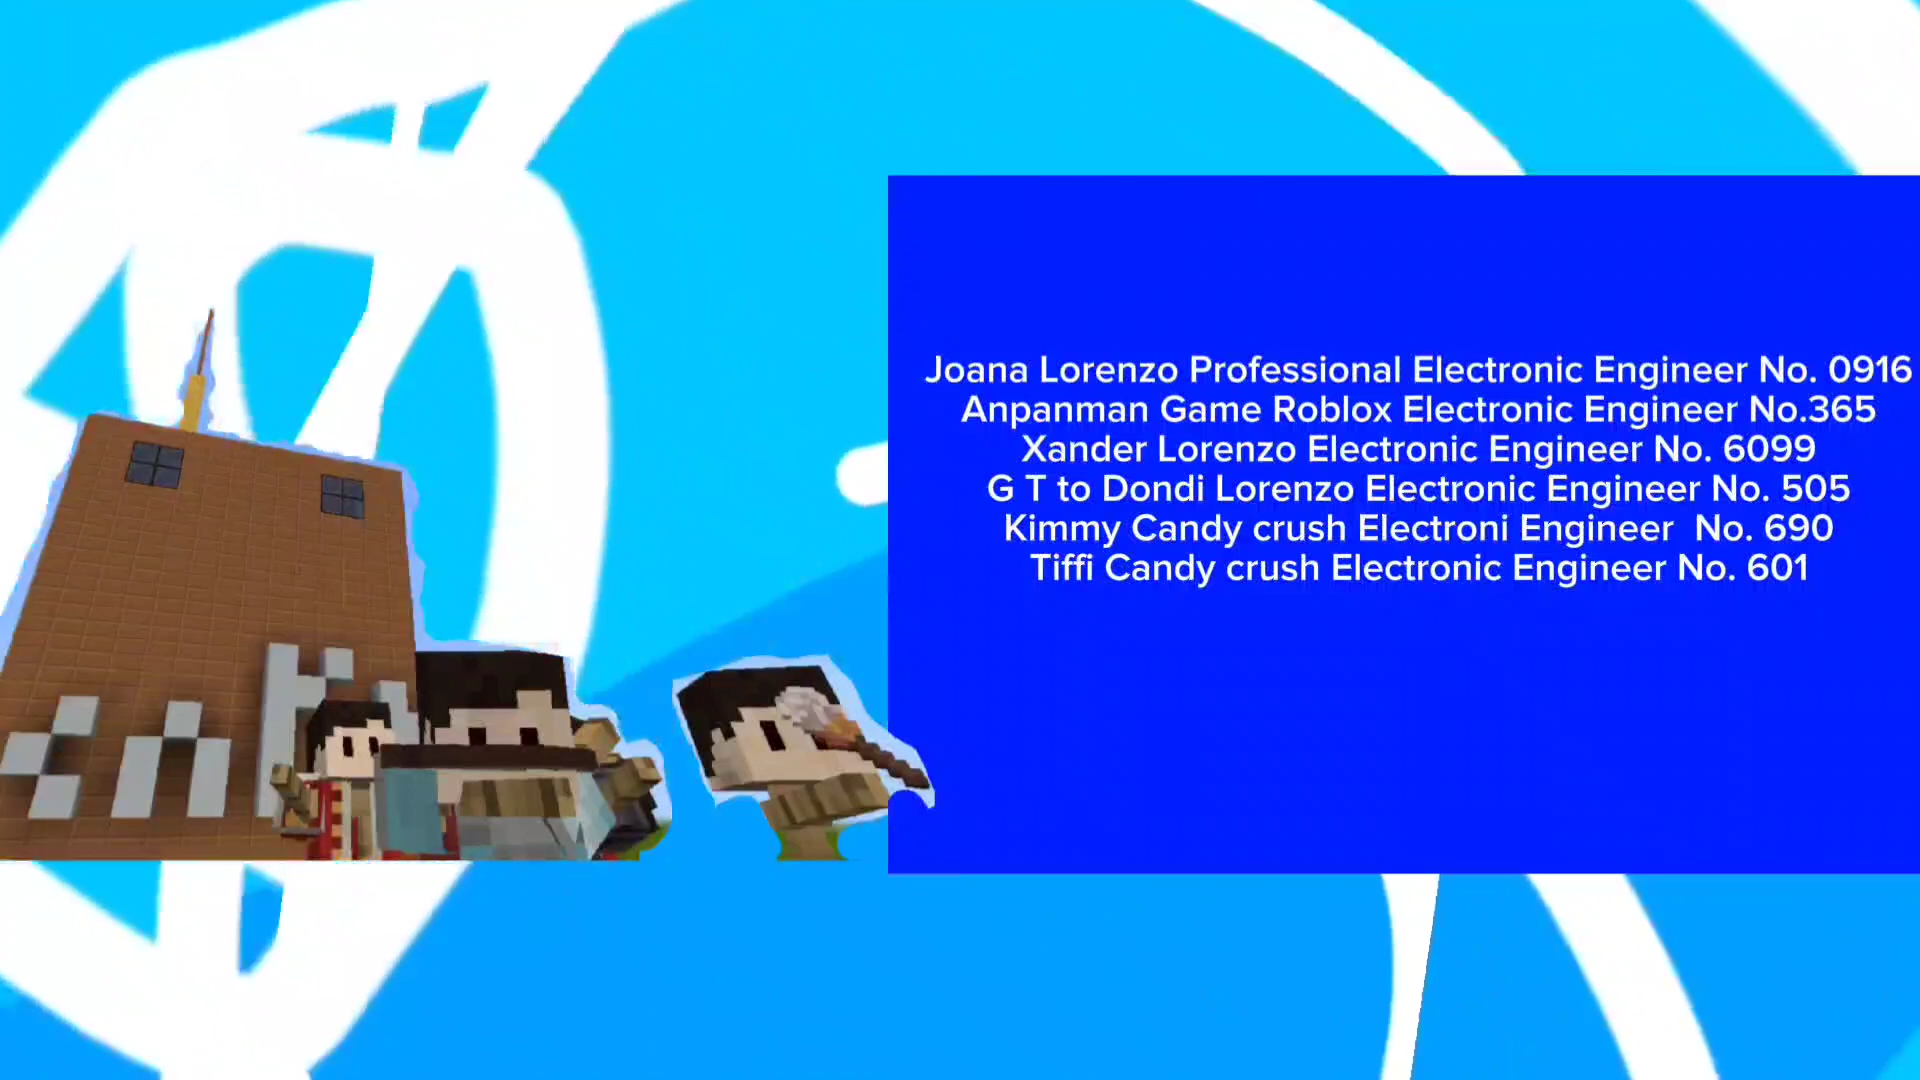 Joana Lorenzo Professional Electronic Engineer No. 0916
Anpanman Game Roblox Electronic Engineer No.365
Xander Lorenzo Electronic Engineer No. 6099
G T to Dondi Lorenzo Electronic Engineer No. 505
Kimmy Candy crush Electroni Engineer  No. 690
Tiffi Candy crush Electronic Engineer No. 601